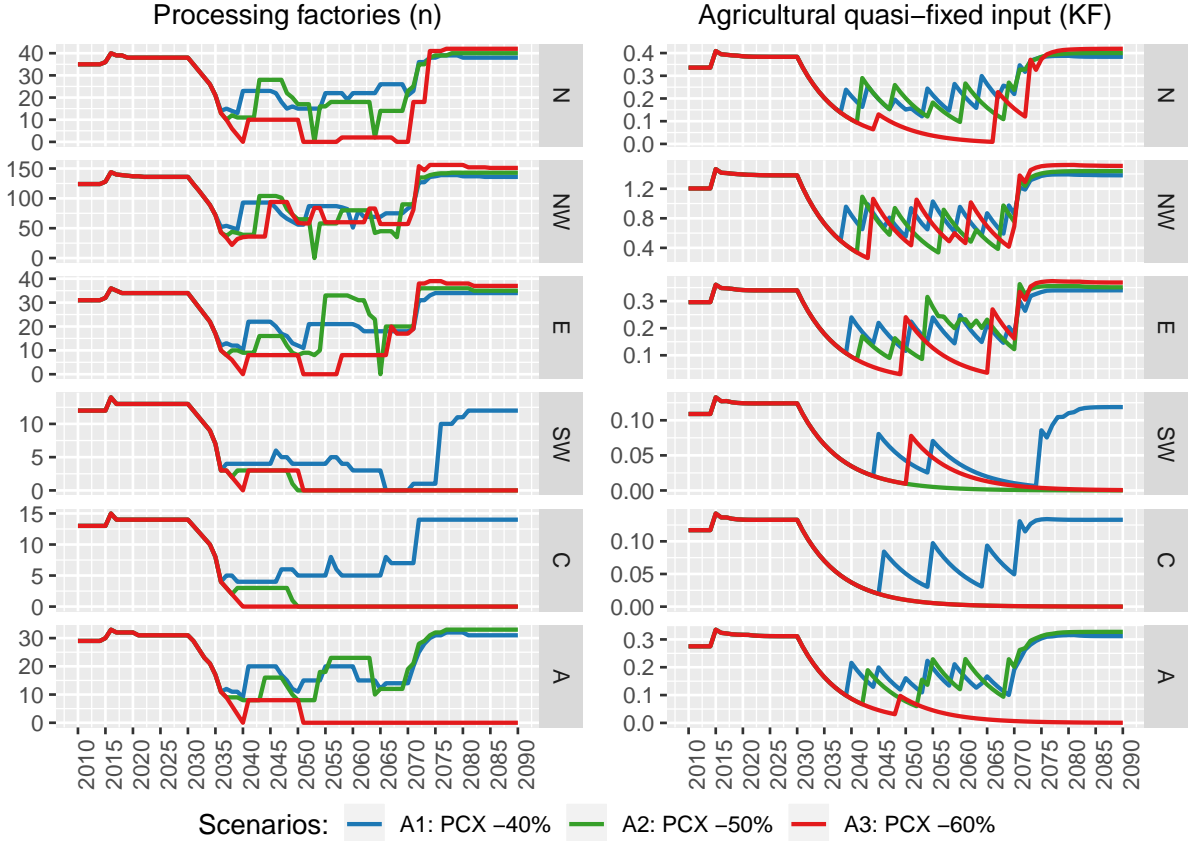 Processing factories (n)
Agricultural quasi−fixed input (KF)
40
30
20
10
0
N
0.4
0.3
0.2
0.1
0.0
N
150
100
50
0
NW
1.2
0.8
0.4
NW
40
30
20
10
0
E
0.3
0.2
0.1
E
10
5
0
SW
0.10
0.05
0.00
SW
15
10
5
0
C
0.10
0.05
0.00
C
30
20
10
0
A
0.3
0.2
0.1
0.0
A
2010 2015 2020 2025 2030 2035 2040 2045 2050 2055 2060 2065 2070 2075 2080 2085 2090
2010 2015 2020 2025 2030 2035 2040 2045 2050 2055 2060 2065 2070 2075 2080 2085 2090
Scenarios: A1: PCX −40% A2: PCX −50% A3: PCX −60%